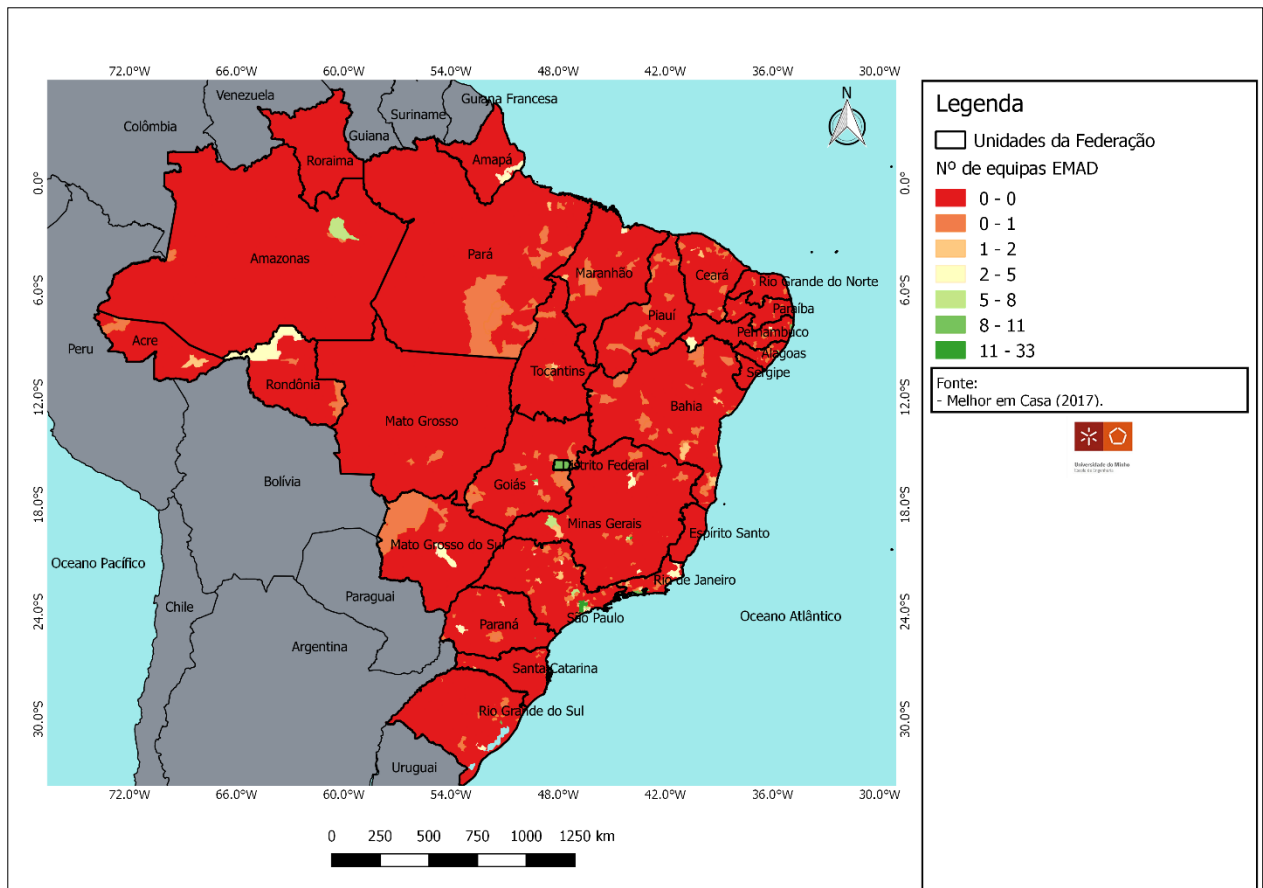 72.0°W 66.0°W 60.0°W 54.0°W 48.0°W 42.0°W 36.0°W 30.0°W
Venezuela
Guiana Francesa
Suriname
Colômbia
Guiana
N
Roraima
Amapá
0.0°
0.0°
Amazonas
Pará
Maranhão
Ceará
Rio Grande do Norte
6.0°S
6.0°S
Paraíba
Piauí
Pernambuco
Acre
Peru
Alagoas
Tocantins
Sergipe
Rondônia
12.0°S
12.0°S
Bahia
Mato Grosso
Distrito Federal
Bolívia
Goiás
18.0°S
18.0°S
Minas Gerais
Espírito Santo
Mato Grosso do Sul
Oceano Pacífico
Rio de Janeiro
Paraguai
Chile
24.0°S
24.0°S
São Paulo
Oceano Atlântico
Paraná
Argentina
Santa Catarina
Rio Grande do Sul
30.0°S
30.0°S
Uruguai
72.0°W 66.0°W 60.0°W 54.0°W 48.0°W 42.0°W 36.0°W 30.0°W
0 250 500 750 1000 1250 km
Legenda
Unidades da Federação
Nº de equipas EMAD
0 - 0
0 - 1
1 - 2
2 - 5
5 - 8
8 - 11
11 - 33
Fonte:
- Melhor em Casa (2017).
Universidade do Minho
Escola de Engenharia